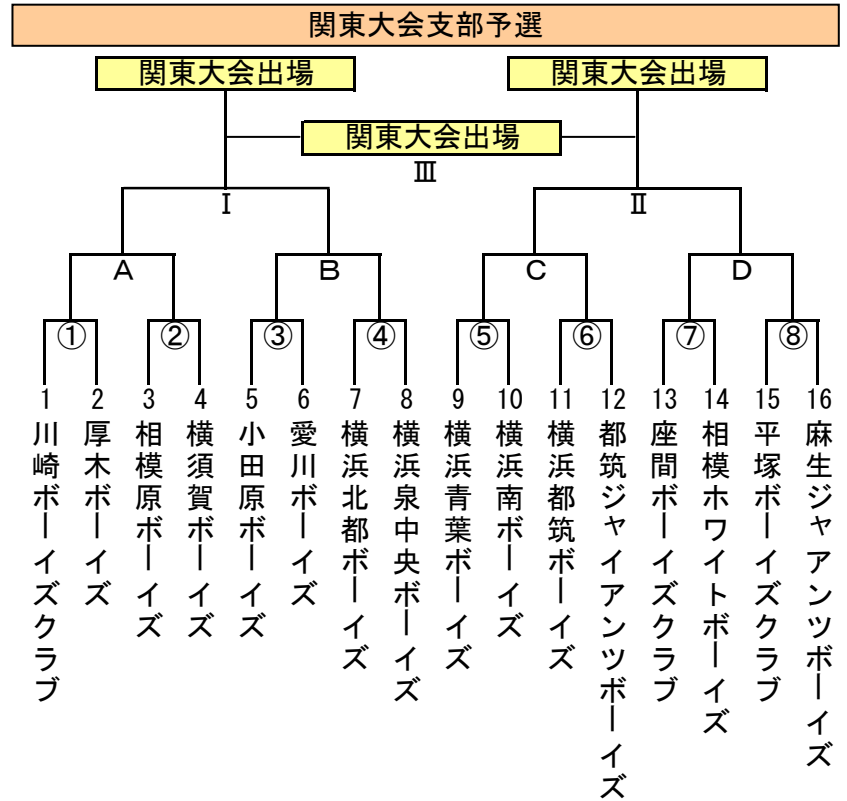 関東大会支部予選
関東大会出場
関東大会出場
関東大会出場
Ⅲ
Ⅰ
Ⅱ
A
B
C
D
①
②
③
④
⑤
⑥
⑦
⑧
1
川崎ボーイズクラブ
2
厚木ボーイズ
3
相模原ボーイズ
4
横須賀ボーイズ
5
小田原ボーイズ
6
愛川ボーイズ
7
横浜北都ボーイズ
8
横浜泉中央ボーイズ
9
横浜青葉ボーイズ
10
横浜南ボーイズ
11
横浜都筑ボーイズ
12
都筑ジャイアンツボーイズ
13
座間ボーイズクラブ
14
相模ホワイトボーイズ
15
平塚ボーイズクラブ
16
麻生ジャアンツボーイズ